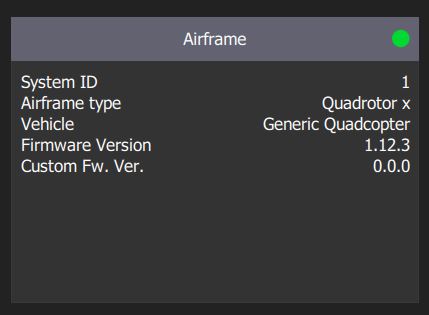 Airframe
System ID 1
Airframe type Quadrotor x
Vehicle Generic Quadcopter
Firmware Version 1.12.3
Custom Fw. Ver. 0.0.0